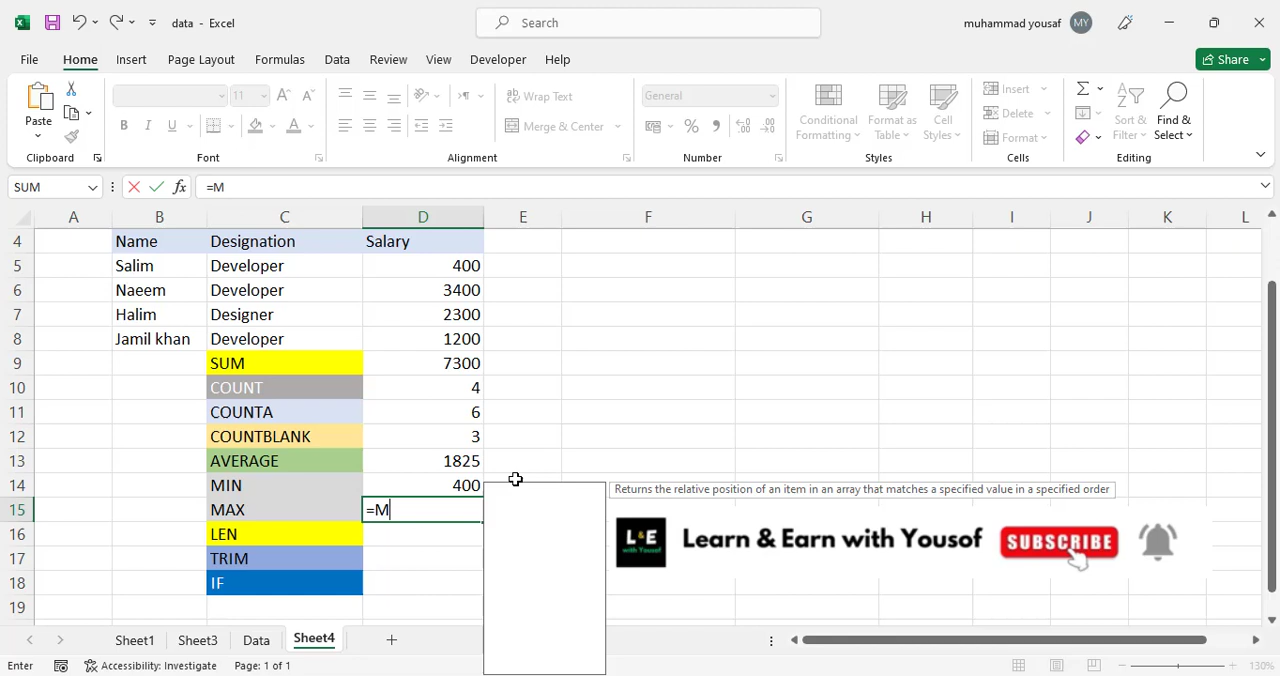 data - Excel
Search
muhammad yousaf MY
File Home Insert Page Layout Formulas Data Review View Developer Help Share
Paste
Clipboard
11
B I U A
Font
Wrap Text
Merge & Center
Alignment
General
Number
Conditional Formatting
Format as Table
Cell Styles
Styles
Insert
Delete
Format
Cells
Sort & Filter
Find & Select
Editing
SUM fx =M
A B C D E F G H I J K L
4 Name Designation Salary
5 Salim Developer 400
6 Naeem Developer 3400
7 Halim Designer 2300
8 Jamil khan Developer 1200
9 SUM 7300
10 COUNT 4
11 COUNTA 6
12 COUNTBLANK 3
13 AVERAGE 1825
14 MIN 400
Returns the relative position of an item in an array that matches a specified value in a specified order
15 MAX =M
16 LEN
17 TRIM
18 IF
19
L&E
with Yousof
Learn & Earn with Yousof
SUBSCRIBE
Sheet1 Sheet3 Data Sheet4
Enter Accessibility: Investigate Page: 1 of 1 130%